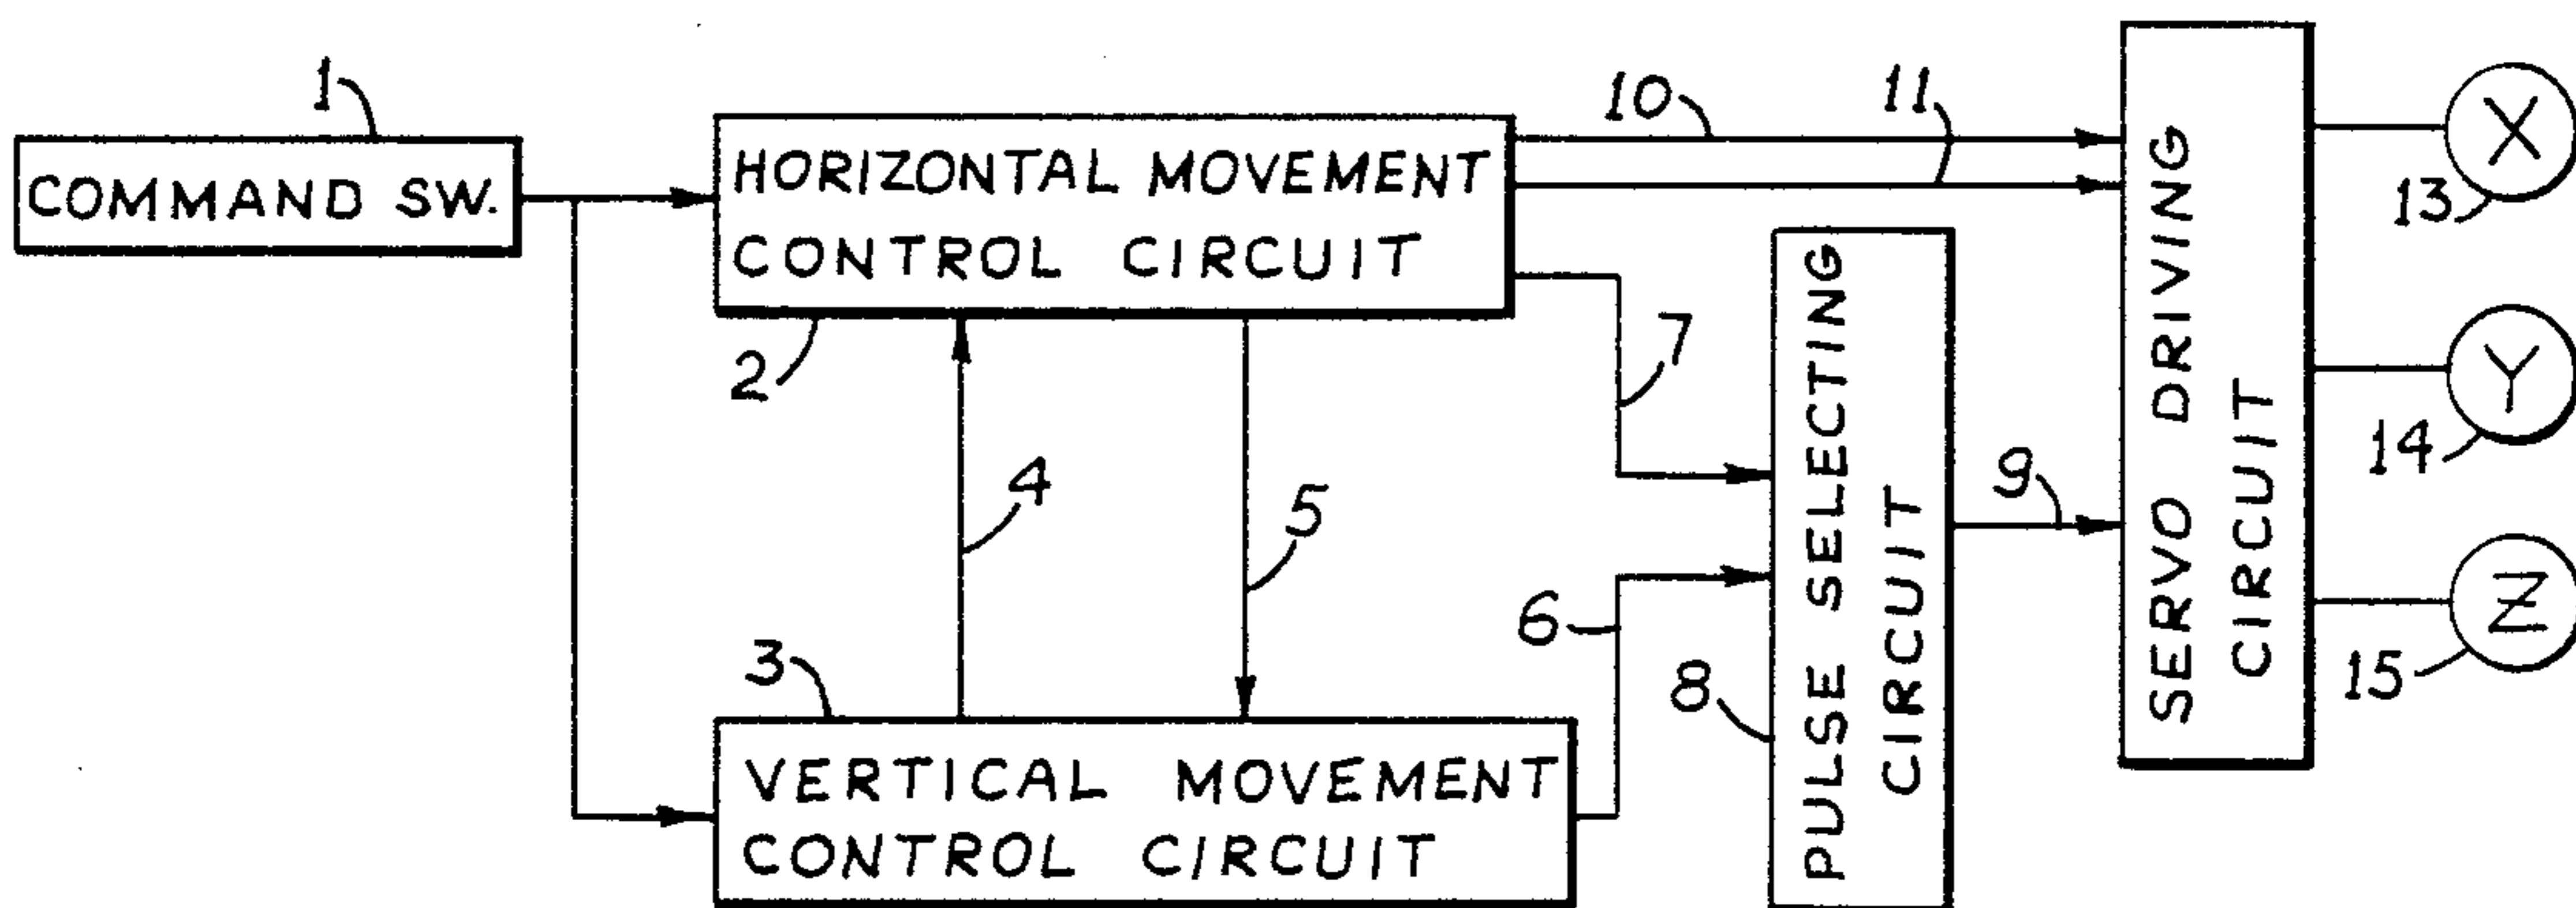 1
COMMAND SW.
HORIZONTAL MOVEMENT
CONTROL CIRCUIT
2
10
11
SERVO DRIVING
CIRCUIT
X
13
Y
14
Z
15
7
4
5
PULSE SELECTING
CIRCUIT
8
9
6
3
VERTICAL MOVEMENT
CONTROL CIRCUIT